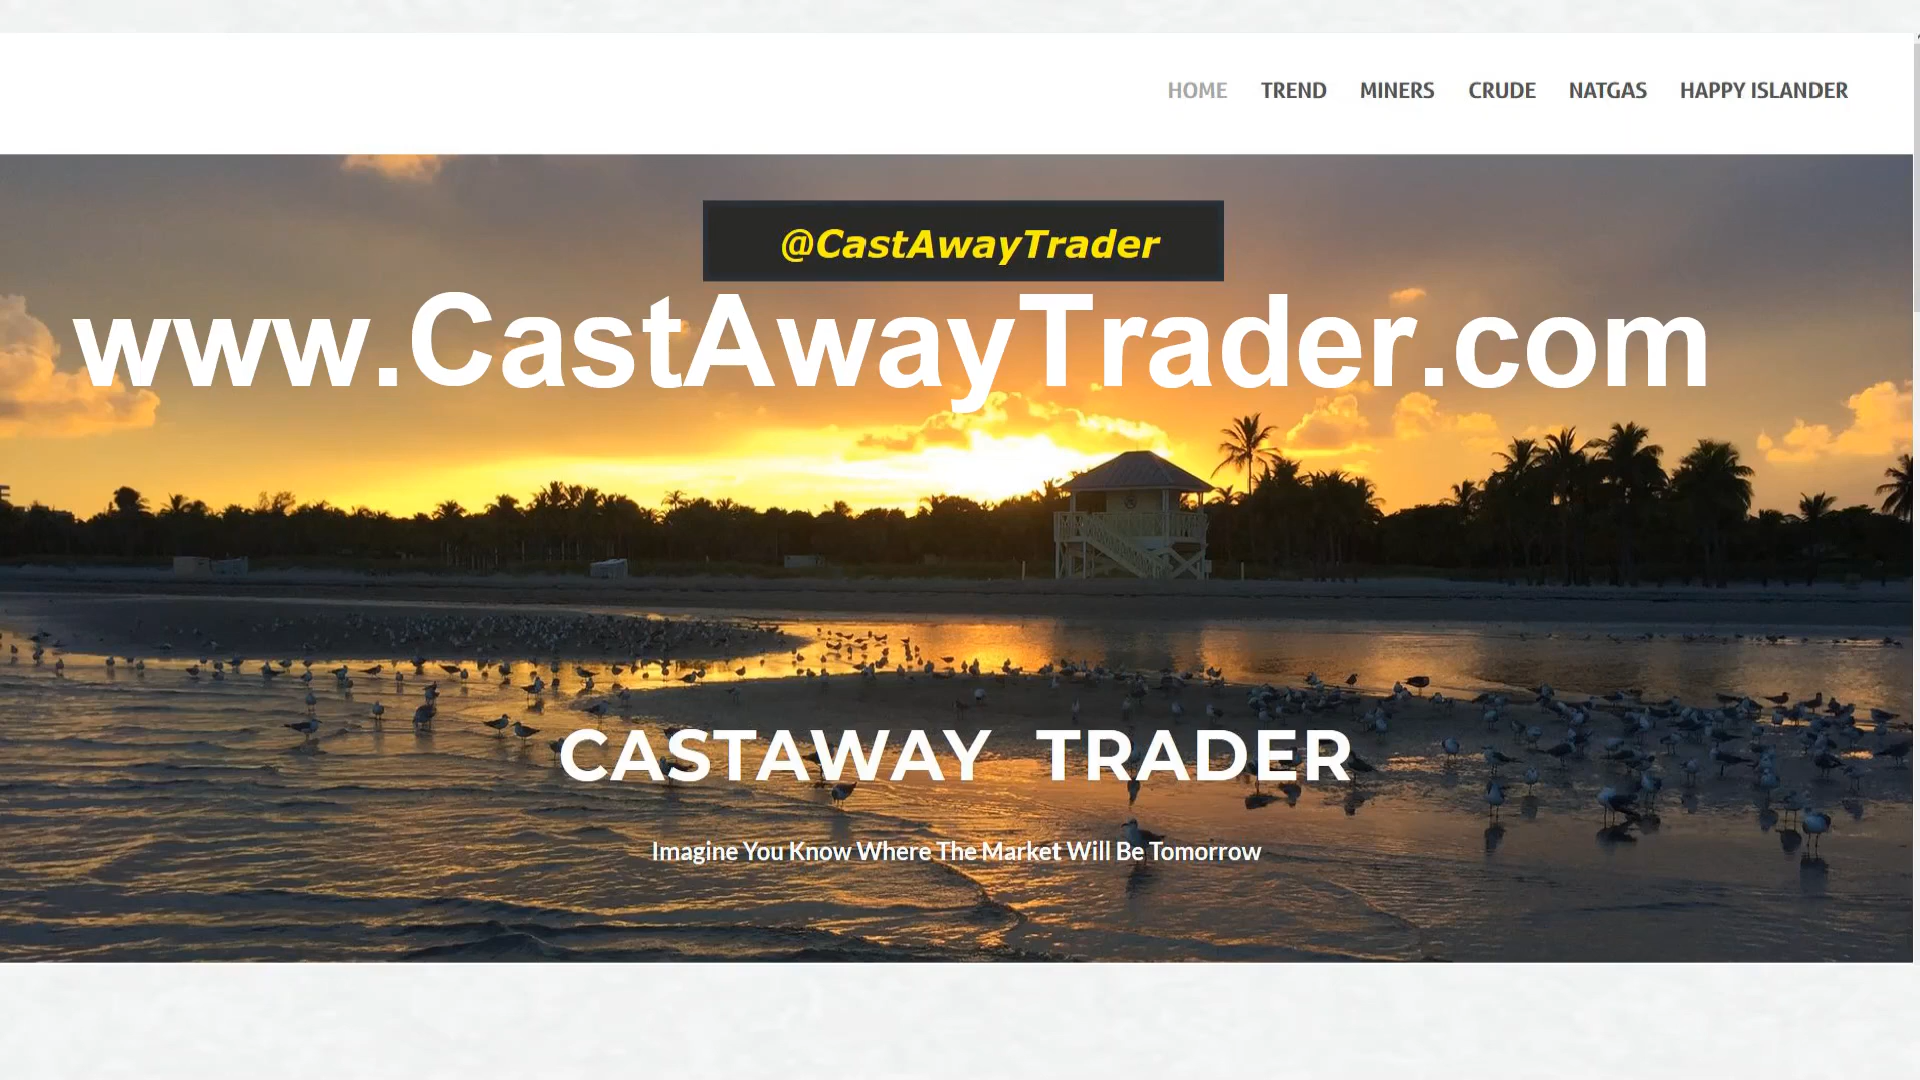 HOME TREND MINERS CRUDE NATGAS HAPPY ISLANDER
@CastAwayTrader
www.CastAwayTrader.com
CASTAWAY TRADER
Imagine You Know Where The Market Will Be Tomorrow